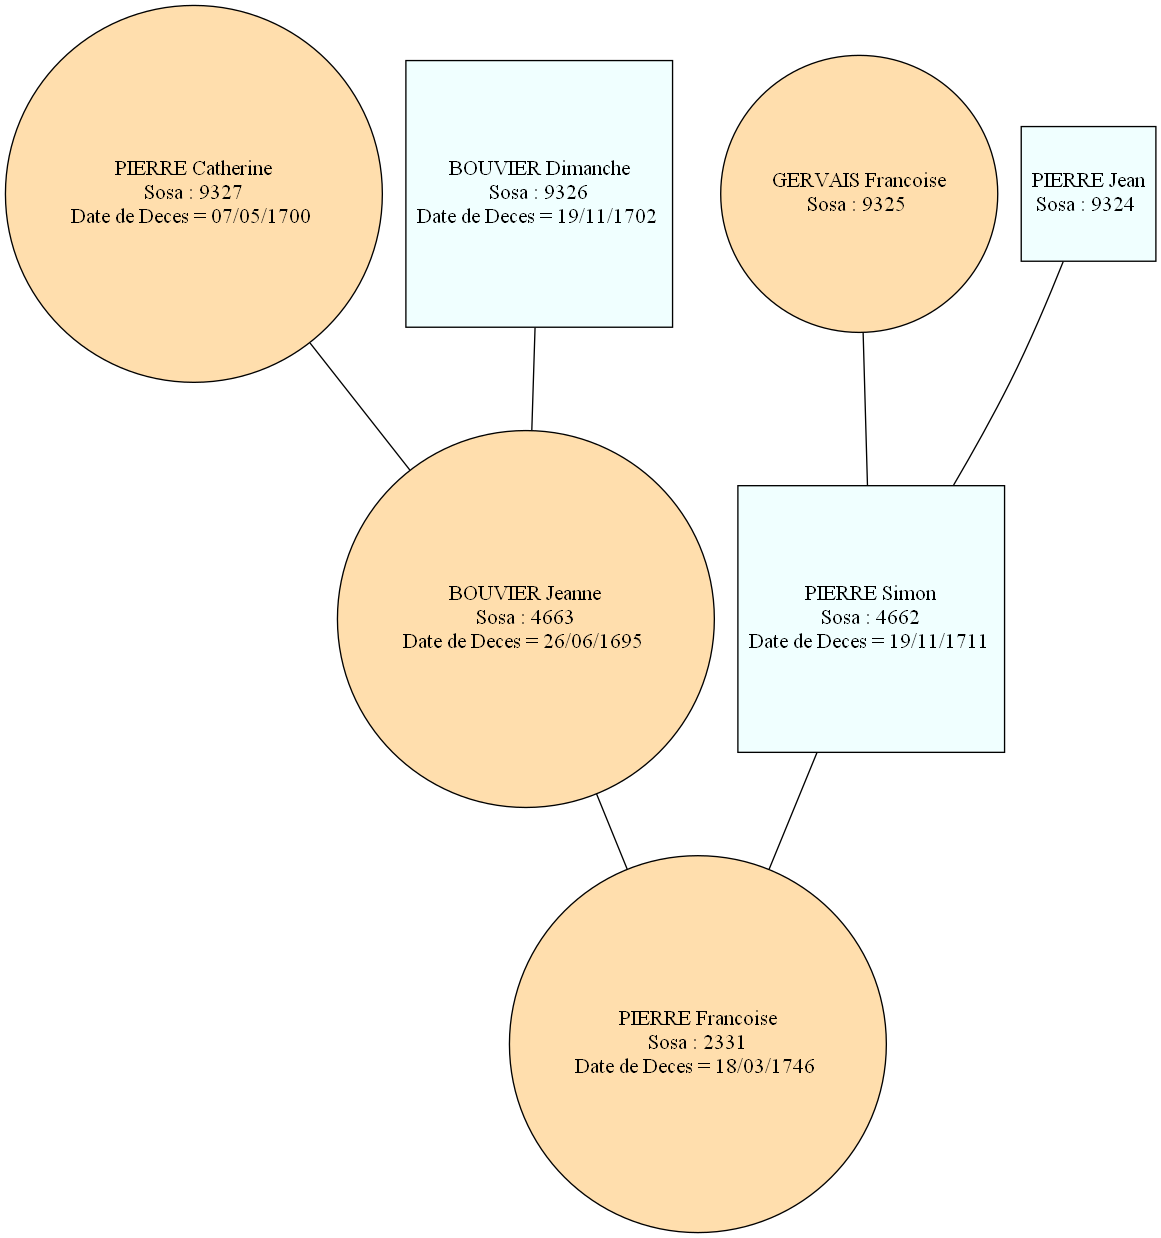 PIERRE Catherine
Sosa : 9327
Date de Deces = 07/05/1700
BOUVIER Dimanche
Sosa : 9326
Date de Deces = 19/11/1702
GERVAIS Francoise
Sosa : 9325
PIERRE Jean
Sosa : 9324
BOUVIER Jeanne
Sosa : 4663
Date de Deces = 26/06/1695
PIERRE Simon
Sosa : 4662
Date de Deces = 19/11/1711
PIERRE Francoise
Sosa : 2331
Date de Deces = 18/03/1746